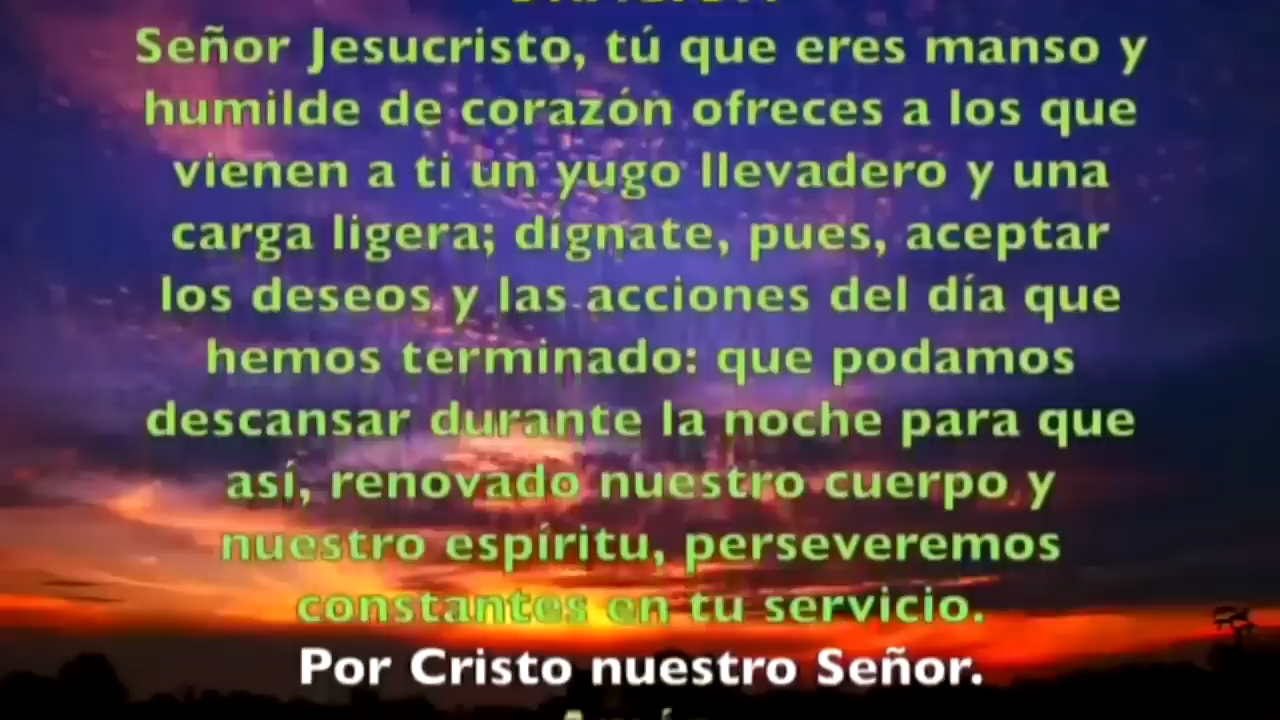 Señor Jesucristo, tú que eres manso y
humilde de corazón ofreces a los que
vienen a ti un yugo llevadero y una
carga ligera; dígnate, pues, aceptar
los deseos y las acciones del día que
hemos terminado: que podamos
descansar durante la noche para que
así, renovado nuestro cuerpo y
nuestro espíritu, perseveremos
constantes en tu servicio.
Por Cristo nuestro Señor.